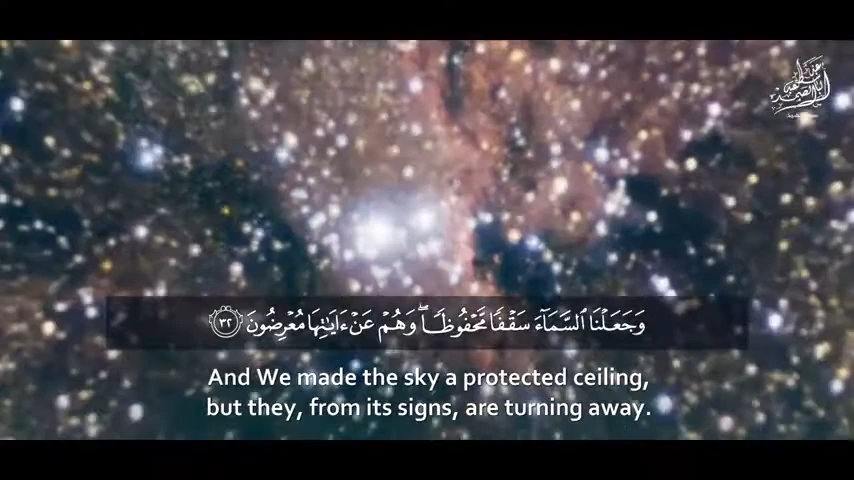 وَجَعَلْنَا ٱلسَّمَآءَ سَقْفًا مَّحْفُوظًا ۖ وَهُمْ عَنْ ءَايَٰتِهَا مُعْرِضُونَ ٣٢
And We made the sky a protected ceiling,
but they, from its signs, are turning away.